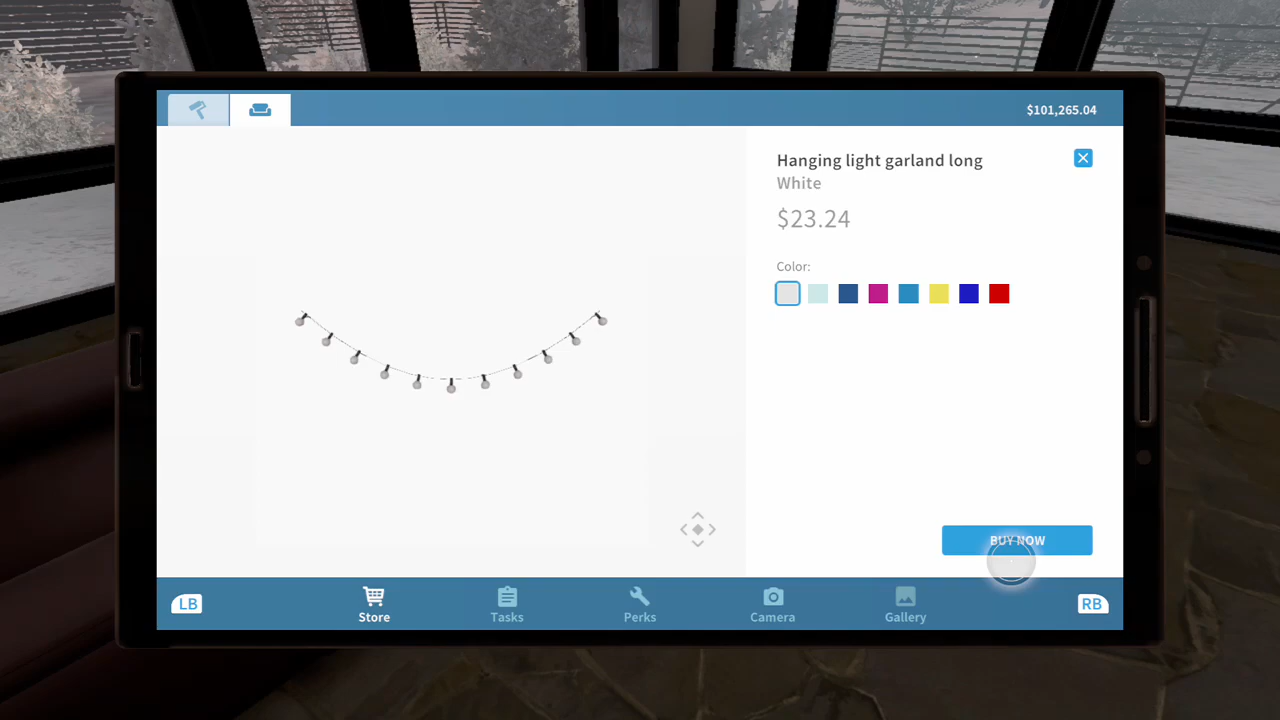 $101,265.04
Hanging light garland long
White
$23.24
Color:
BUY NOW
LB
Store
Tasks
Perks
Camera
Gallery
RB